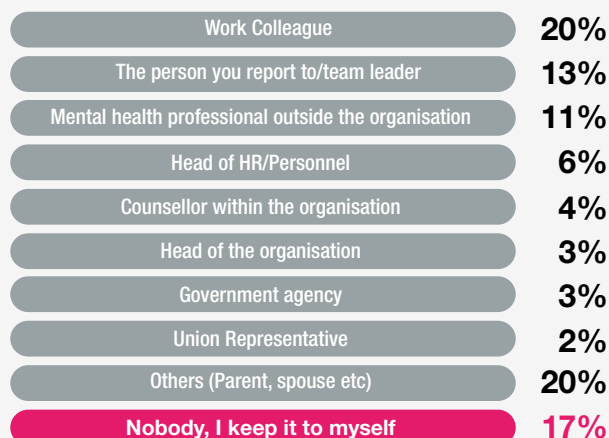 Work Colleague 20%
The person you report to/team leader 13%
Mental health professional outside the organisation 11%
Head of HR/Personnel 6%
Counsellor within the organisation 4%
Head of the organisation 3%
Government agency 3%
Union Representative 2%
Others (Parent, spouse etc) 20%
Nobody, I keep it to myself 17%